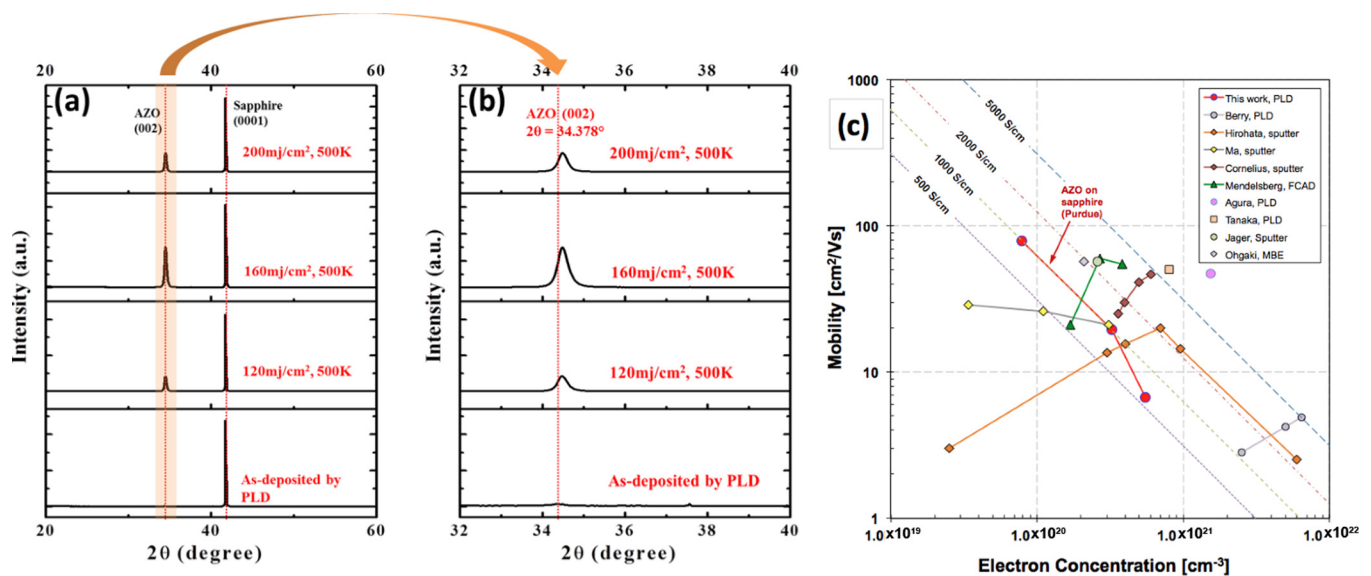 20 40 60
(a)
AZO
(002)
Sapphire
(0001)
200mj/cm², 500K
160mj/cm², 500K
120mj/cm², 500K
As-deposited by
PLD
20 40 60
2θ (degree)
Intensity (a.u.)
32 34 36 38 40
(b)
AZO (002)
2θ = 34.378°
200mj/cm², 500K
160mj/cm², 500K
120mj/cm², 500K
As-deposited by PLD
32 34 36 38 40
2θ (degree)
Intensity (a.u.)
(c)
1000
100
10
1
Mobility [cm²/Vs]
5000 S/cm
2000 S/cm
1000 S/cm
500 S/cm
AZO on
sapphire
(Purdue)
This work, PLD
Berry, PLD
Hirohata, sputter
Ma, sputter
Cornelius, sputter
Mendelsberg, FCAD
Agura, PLD
Tanaka, PLD
Jager, Sputter
Ohgaki, MBE
1.0X10¹⁹ 1.0X10²⁰ 1.0X10²¹ 1.0X10²²
Electron Concentration [cm⁻³]